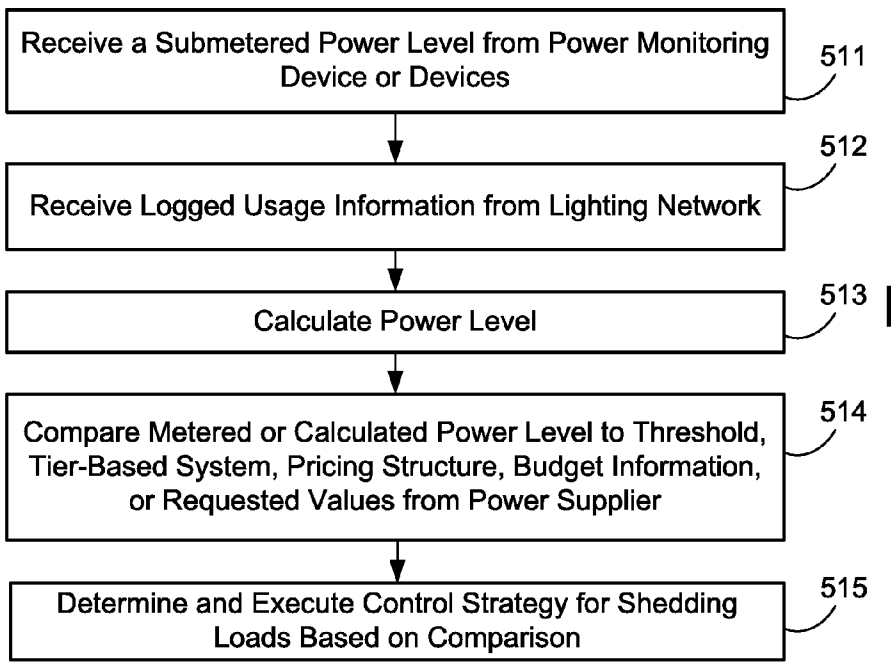 Receive a Submetered Power Level from Power Monitoring
Device or Devices
511
512
Receive Logged Usage Information from Lighting Network
513
Calculate Power Level
514
Compare Metered or Calculated Power Level to Threshold,
Tier-Based System, Pricing Structure, Budget Information,
or Requested Values from Power Supplier
515
Determine and Execute Control Strategy for Shedding
Loads Based on Comparison